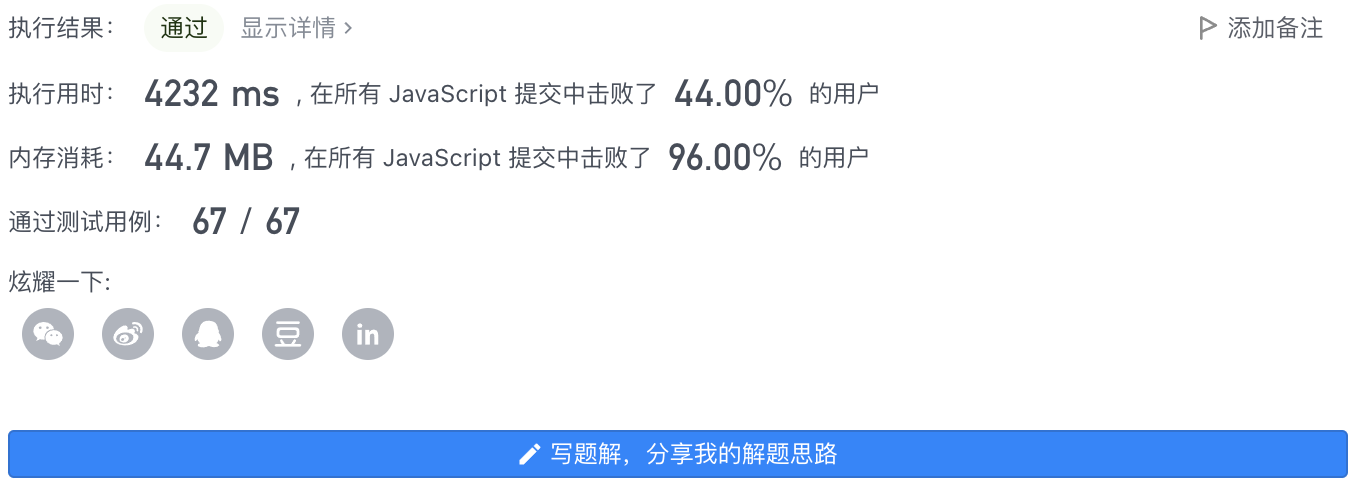 执行结果： 通过 显示详情 › 添加备注
执行用时： 4232 ms , 在所有 JavaScript 提交中击败了 44.00% 的用户
内存消耗： 44.7 MB , 在所有 JavaScript 提交中击败了 96.00% 的用户
通过测试用例： 67 / 67
炫耀一下:
豆 in
写题解，分享我的解题思路